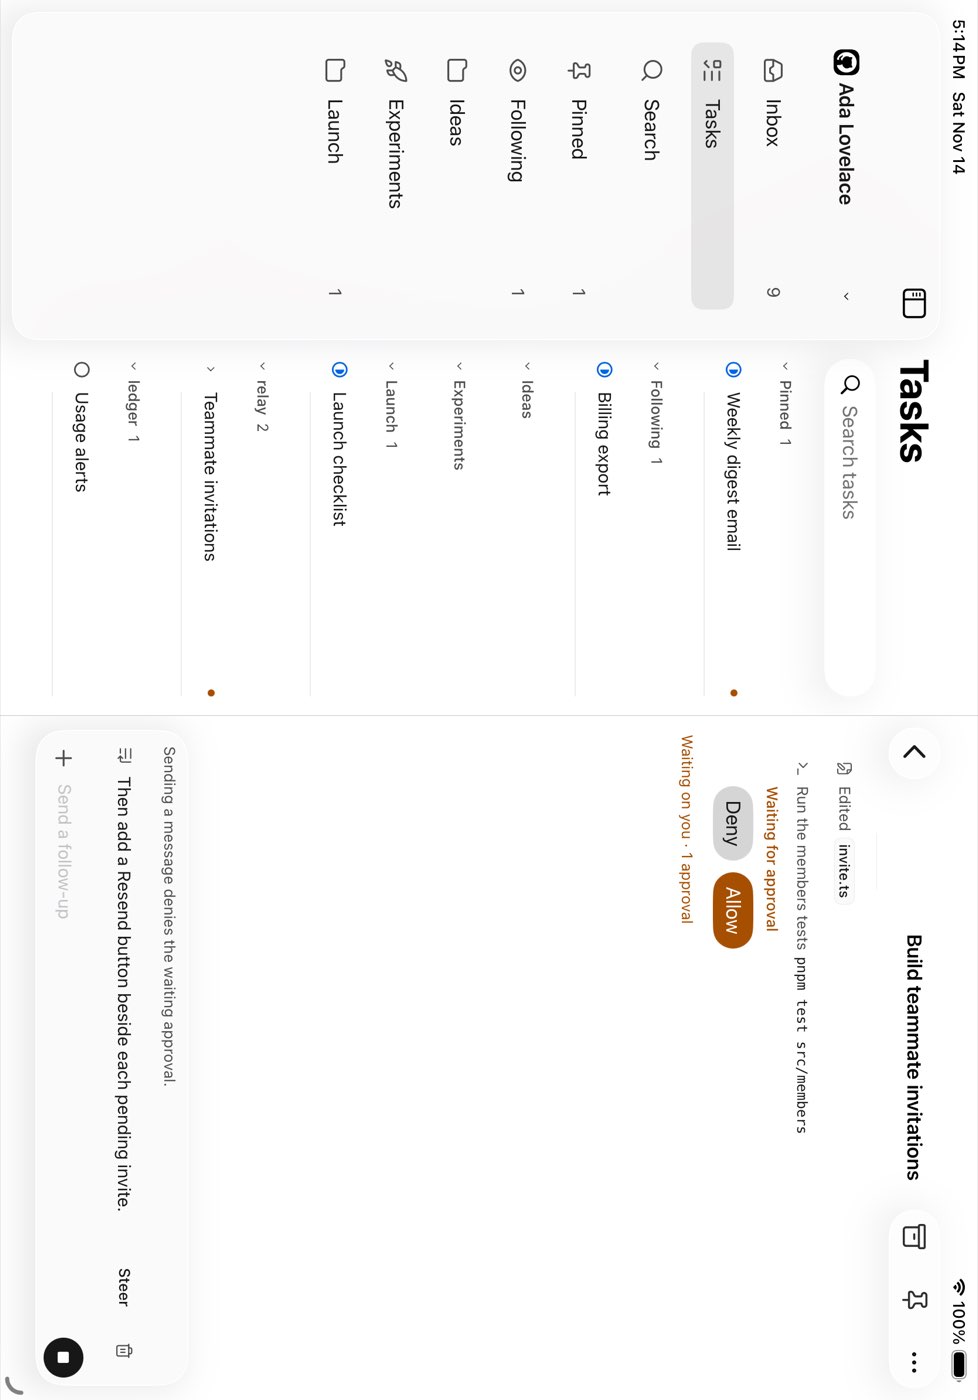 5:14 PM Sat Nov 14
100%
Ada Lovelace
Inbox 9
Tasks
Search
Pinned 1
Following 1
Ideas
Experiments
Launch 1
Tasks
Search tasks
Pinned 1
Weekly digest email
Following 1
Billing export
Ideas
Experiments
Launch 1
Launch checklist
relay 2
Teammate invitations
ledger 1
Usage alerts
Build teammate invitations
Edited invite.ts
Run the members tests pnpm test src/members
Waiting for approval
Deny Allow
Waiting on you · 1 approval
Sending a message denies the waiting approval.
Then add a Resend button beside each pending invite. Steer
Send a follow-up